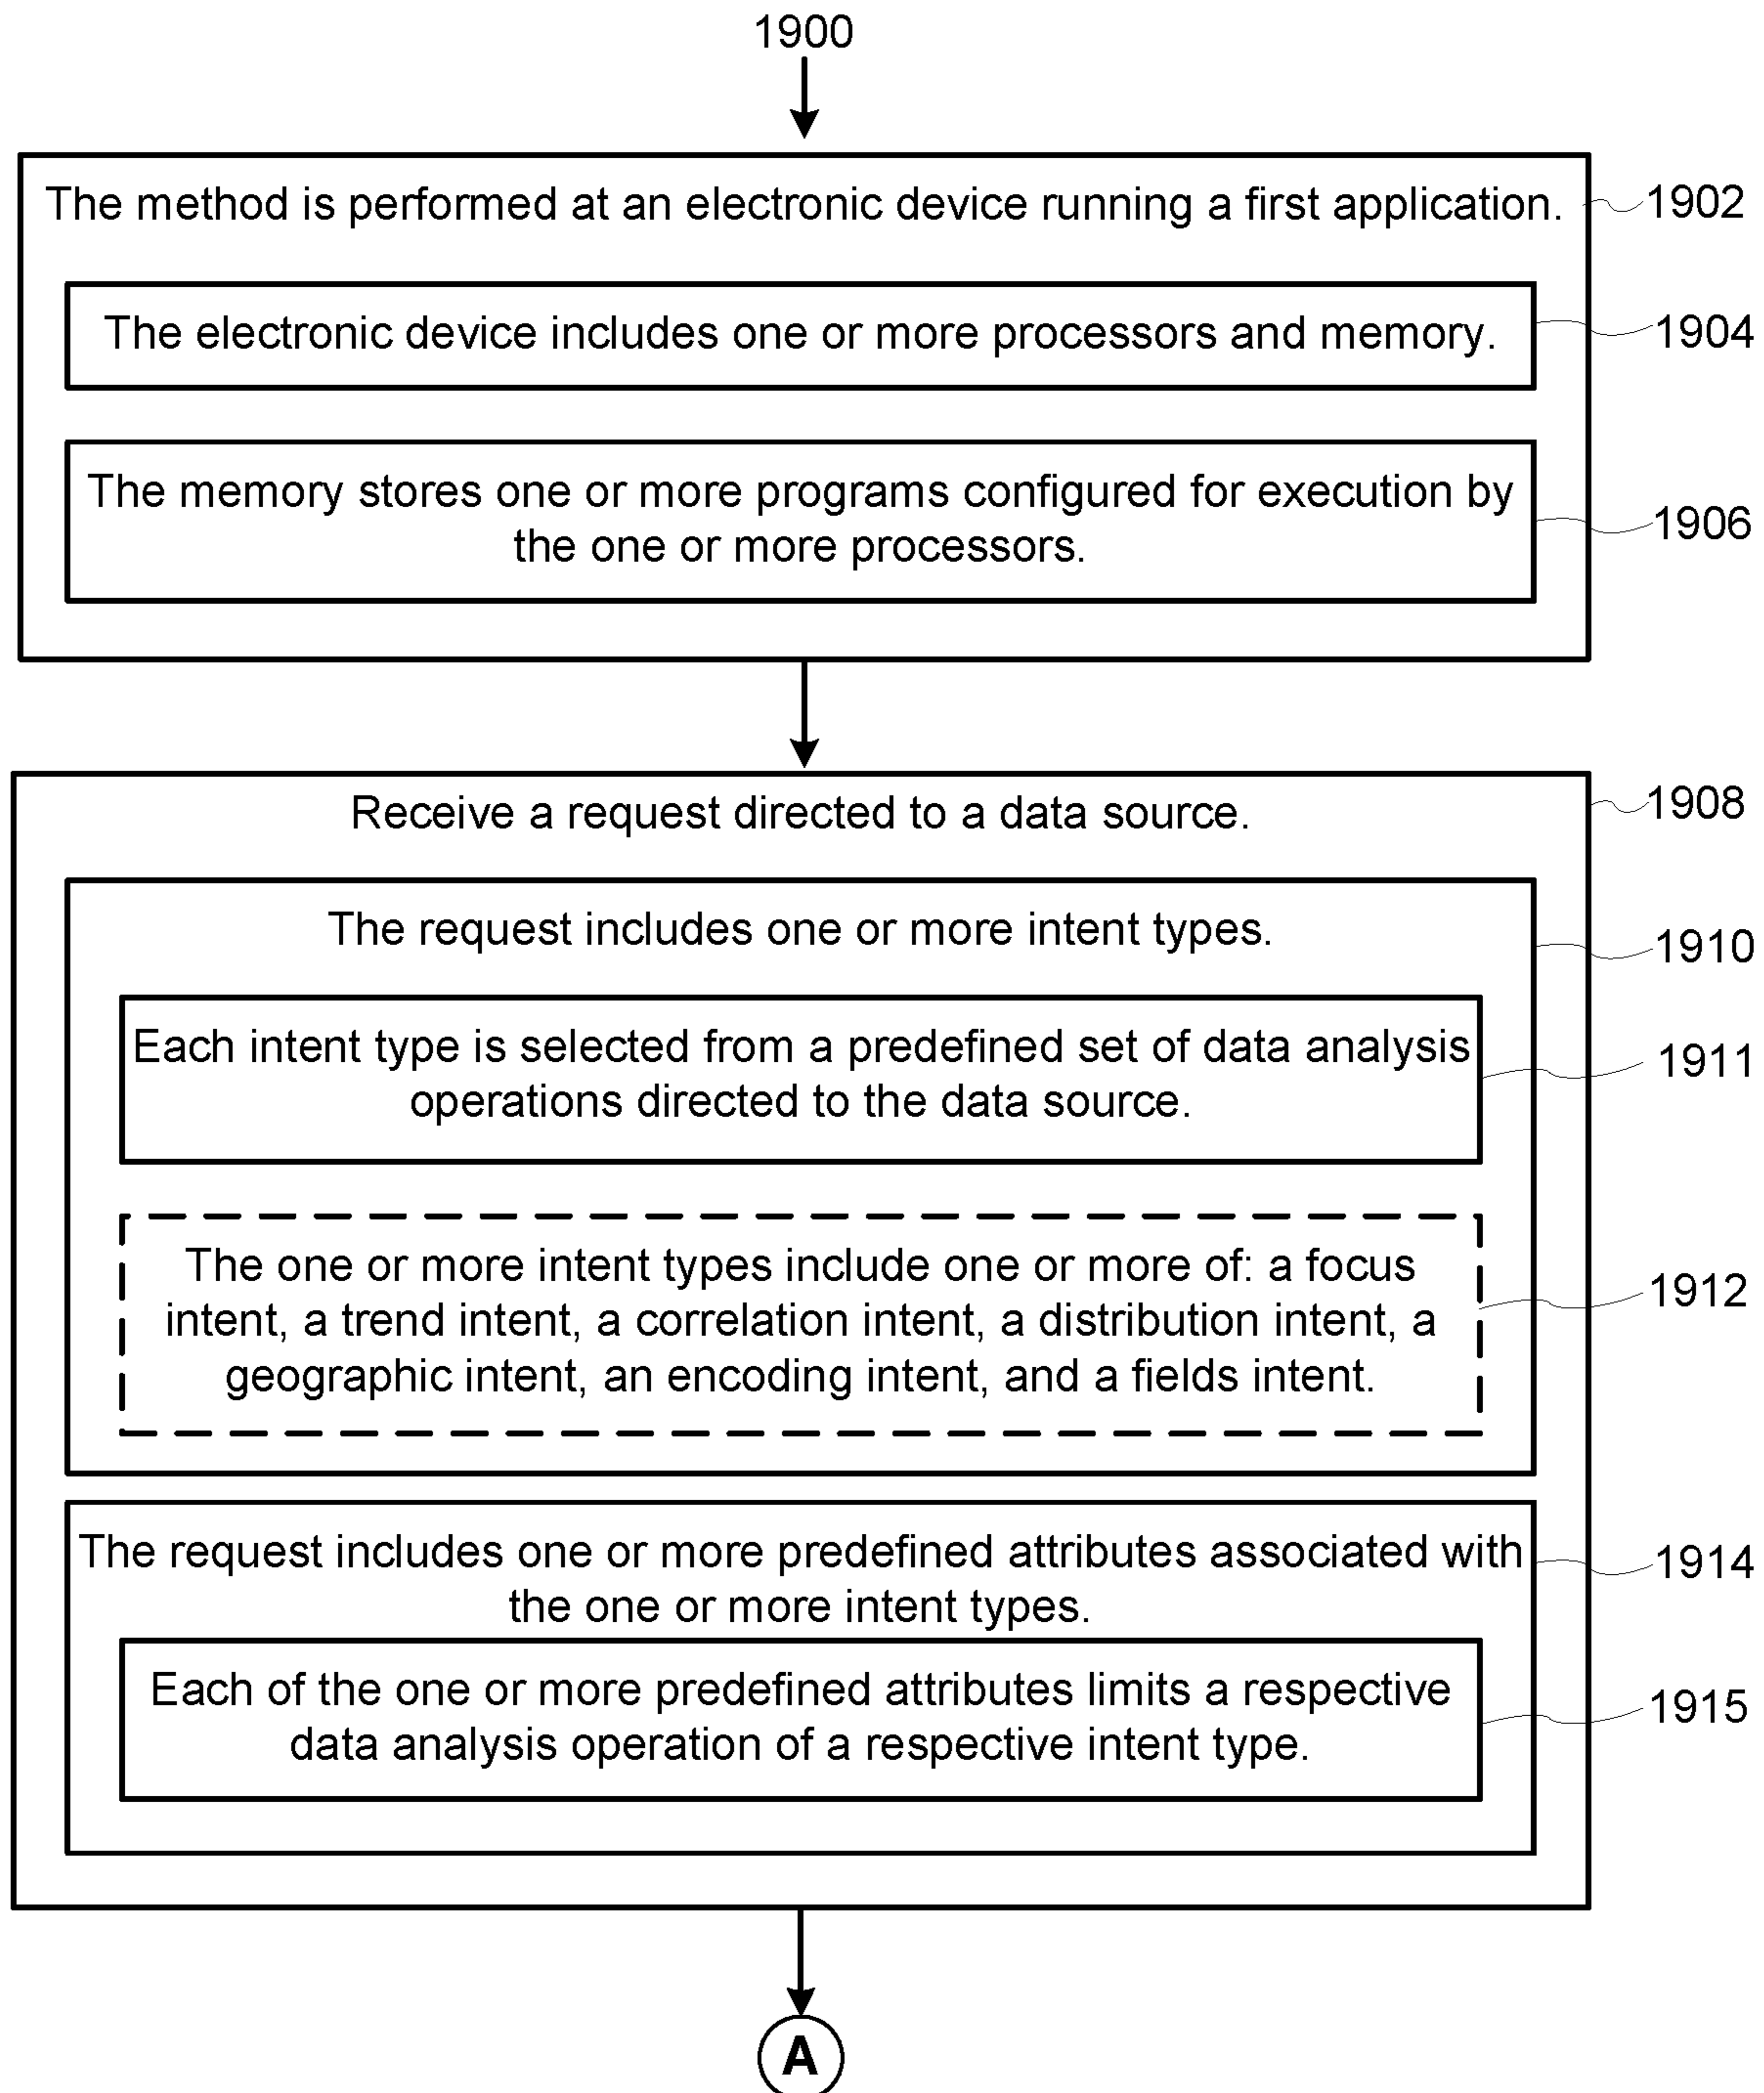 1900
The method is performed at an electronic device running a first application.
1902
The electronic device includes one or more processors and memory.
1904
The memory stores one or more programs configured for execution by
the one or more processors.
1906
Receive a request directed to a data source.
1908
The request includes one or more intent types.
1910
Each intent type is selected from a predefined set of data analysis
operations directed to the data source.
1911
The one or more intent types include one or more of: a focus
intent, a trend intent, a correlation intent, a distribution intent, a
geographic intent, an encoding intent, and a fields intent.
1912
The request includes one or more predefined attributes associated with
the one or more intent types.
1914
Each of the one or more predefined attributes limits a respective
data analysis operation of a respective intent type.
1915
A